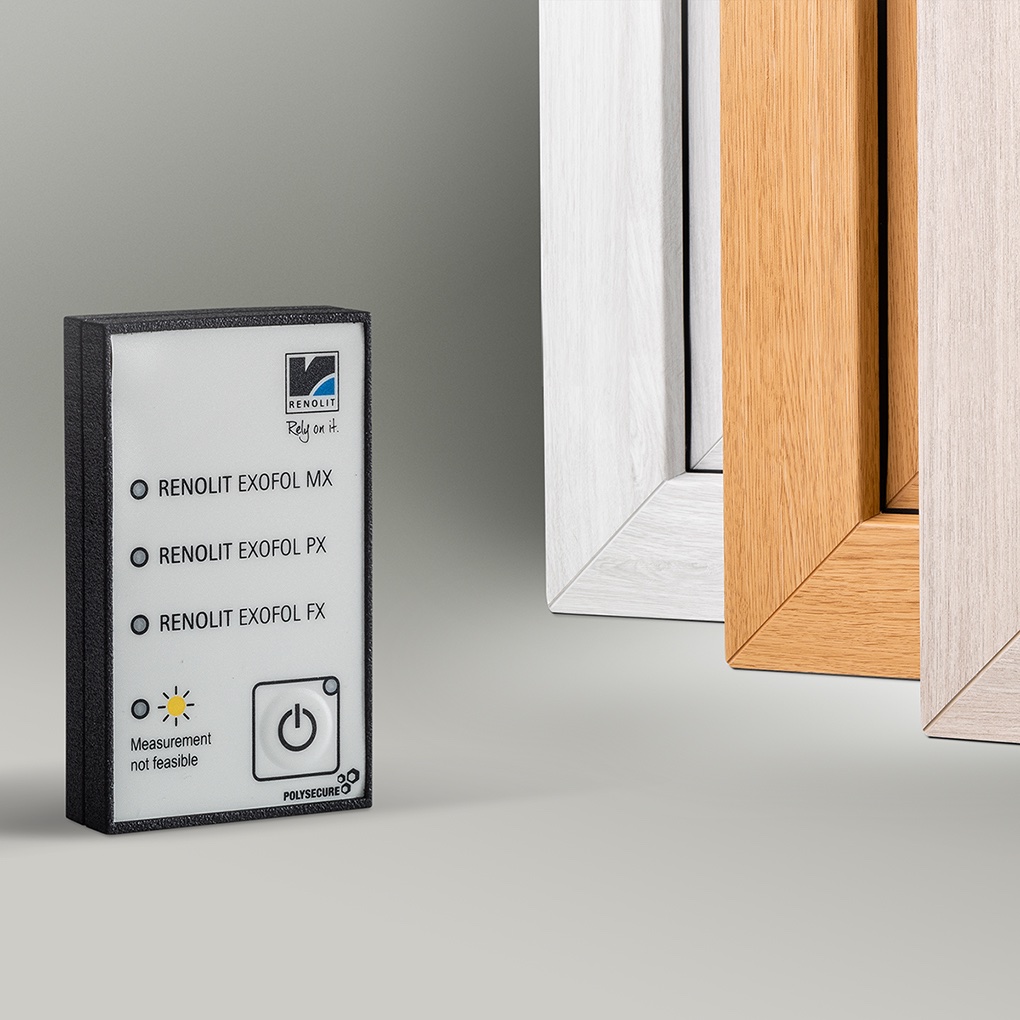 RENOLIT
Rely on it.
RENOLIT EXOFOL MX
RENOLIT EXOFOL PX
RENOLIT EXOFOL FX
Measurement
not feasible
POLYSECURE